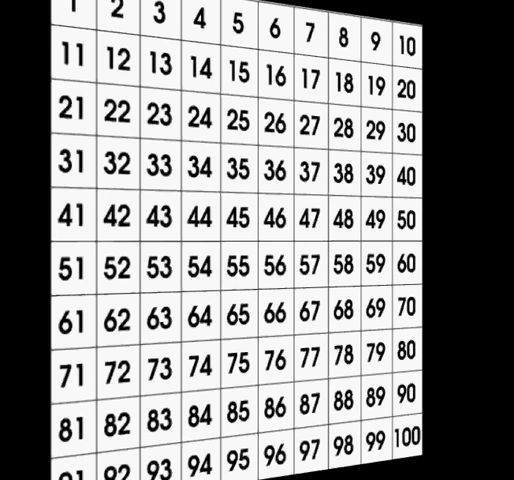 1 2 3 4 5 6 7 8 9 10
11 12 13 14 15 16 17 18 19 20
21 22 23 24 25 26 27 28 29 30
31 32 33 34 35 36 37 38 39 40
41 42 43 44 45 46 47 48 49 50
51 52 53 54 55 56 57 58 59 60
61 62 63 64 65 66 67 68 69 70
71 72 73 74 75 76 77 78 79 80
81 82 83 84 85 86 87 88 89 90
91 92 93 94 95 96 97 98 99 100